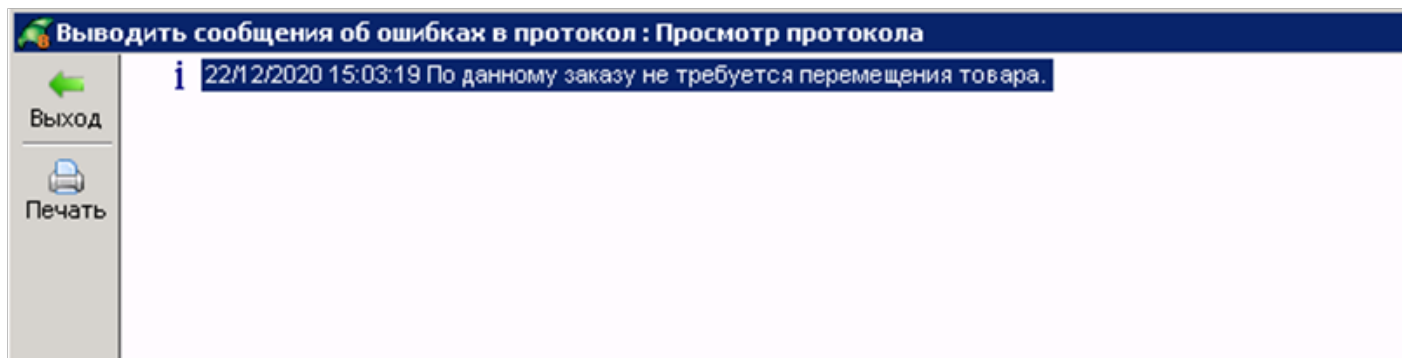 Выводить сообщения об ошибках в протокол : Просмотр протокола
i 22/12/2020 15:03:19 По данному заказу не требуется перемещения товара.
Выход
Печать